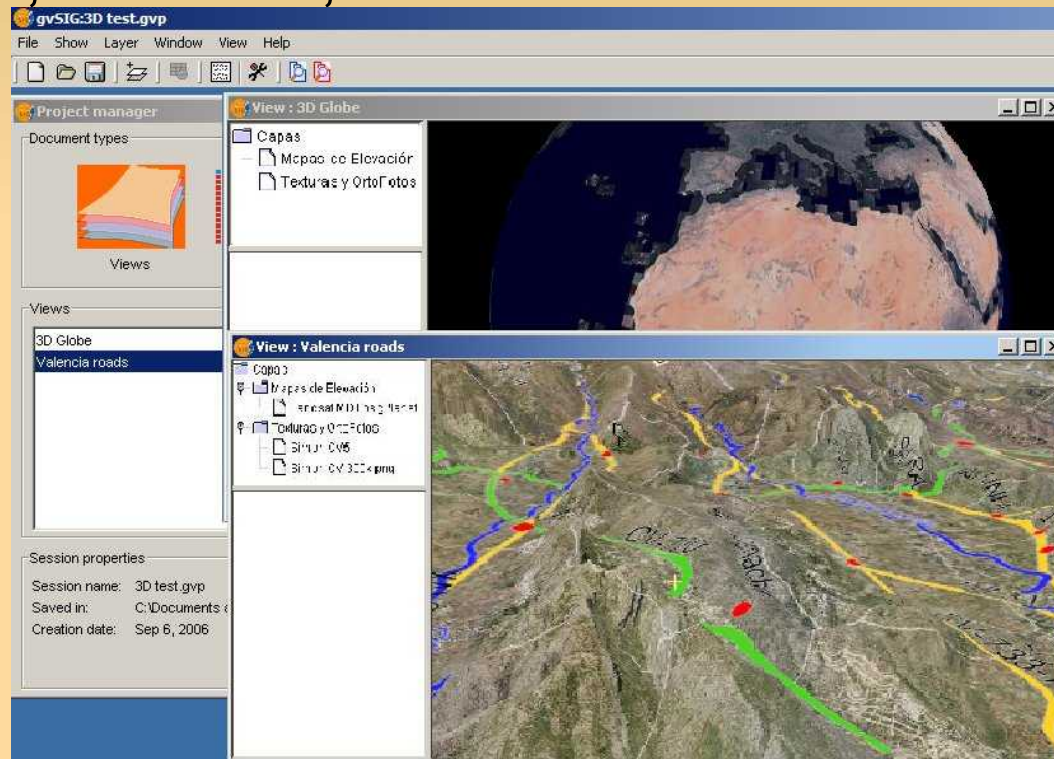 gvSIG:3D test.gvp
File Show Layer Window View Help
Project manager
Document types
Views
Views
3D Globe
Valencia roads
Session properties
Session name: 3D test.gvp
Saved in: C:\Documents a
Creation date: Sep 6, 2006
View : 3D Globe
Capas
Mapas de Elevación
Texturas y OrtoFotos
View : Valencia roads
Capas
Mapas de Elevación
Texturas y OrtoFotos